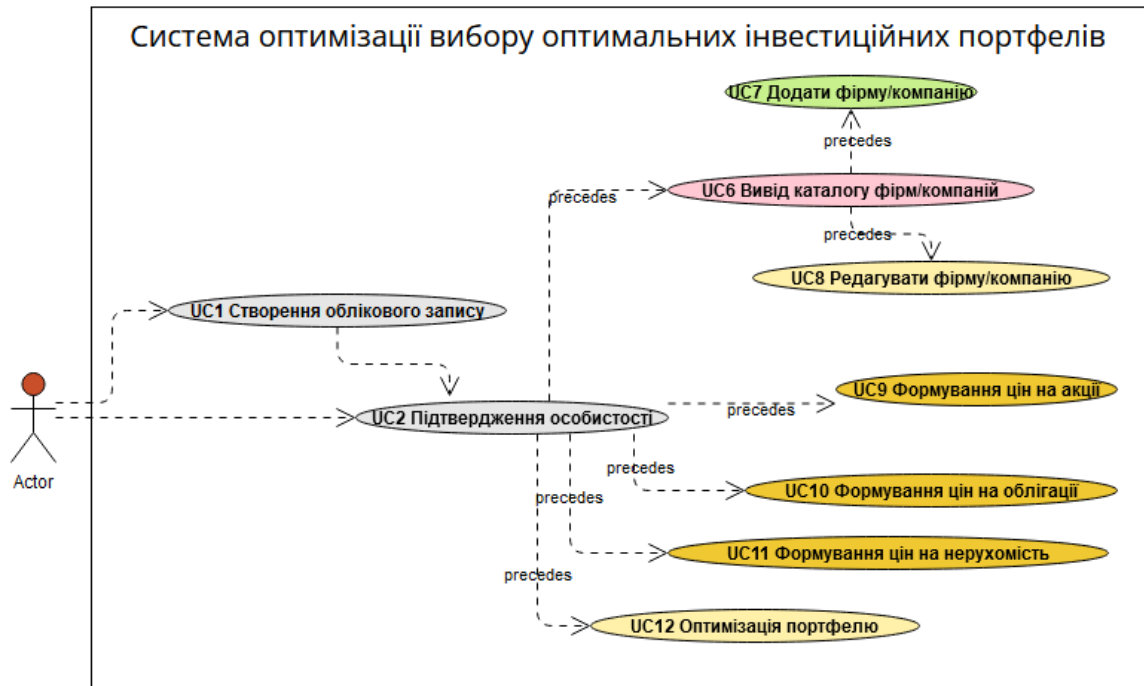 Система оптимізації вибору оптимальних інвестиційних портфелів
UC7 Додати фірму/компанію
precedes
UC6 Вивід каталогу фірм/компаній
precedes
precedes
UC8 Редагувати фірму/компанію
UC1 Створення облікового запису
UC9 Формування цін на акції
precedes
UC2 Підтвердження особистості
Actor
precedes
UC10 Формування цін на облігації
precedes
UC11 Формування цін на нерухомість
precedes
UC12 Оптимізація портфелю